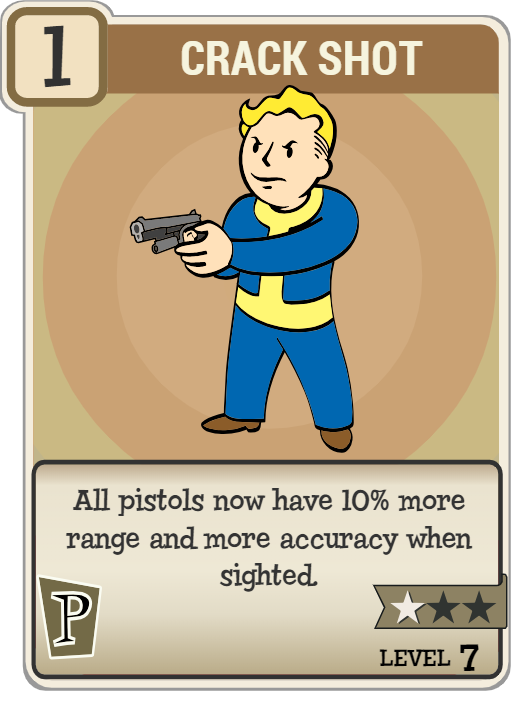 1
CRACK SHOT
All pistols now have 10% more
range and more accuracy when
sighted.
P
LEVEL 7